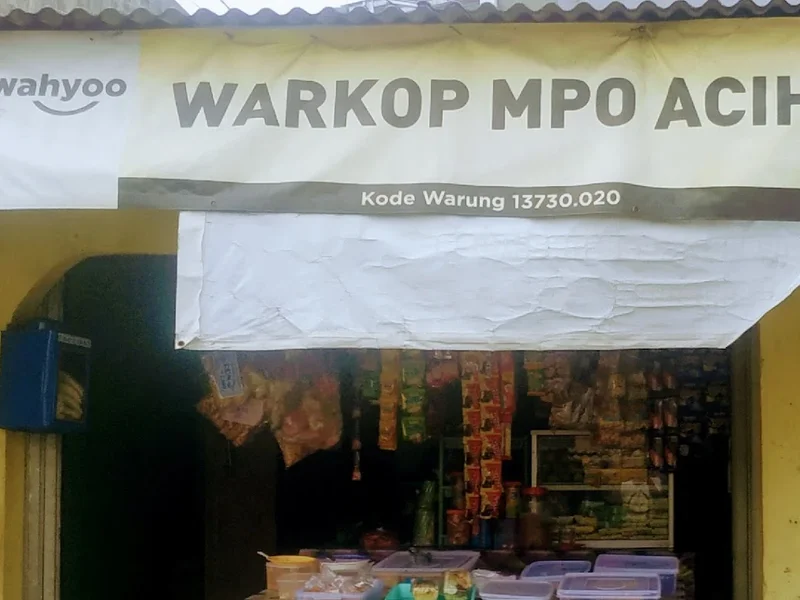 wahyoo
WARKOP MPO ACIH
Kode Warung 13730.020